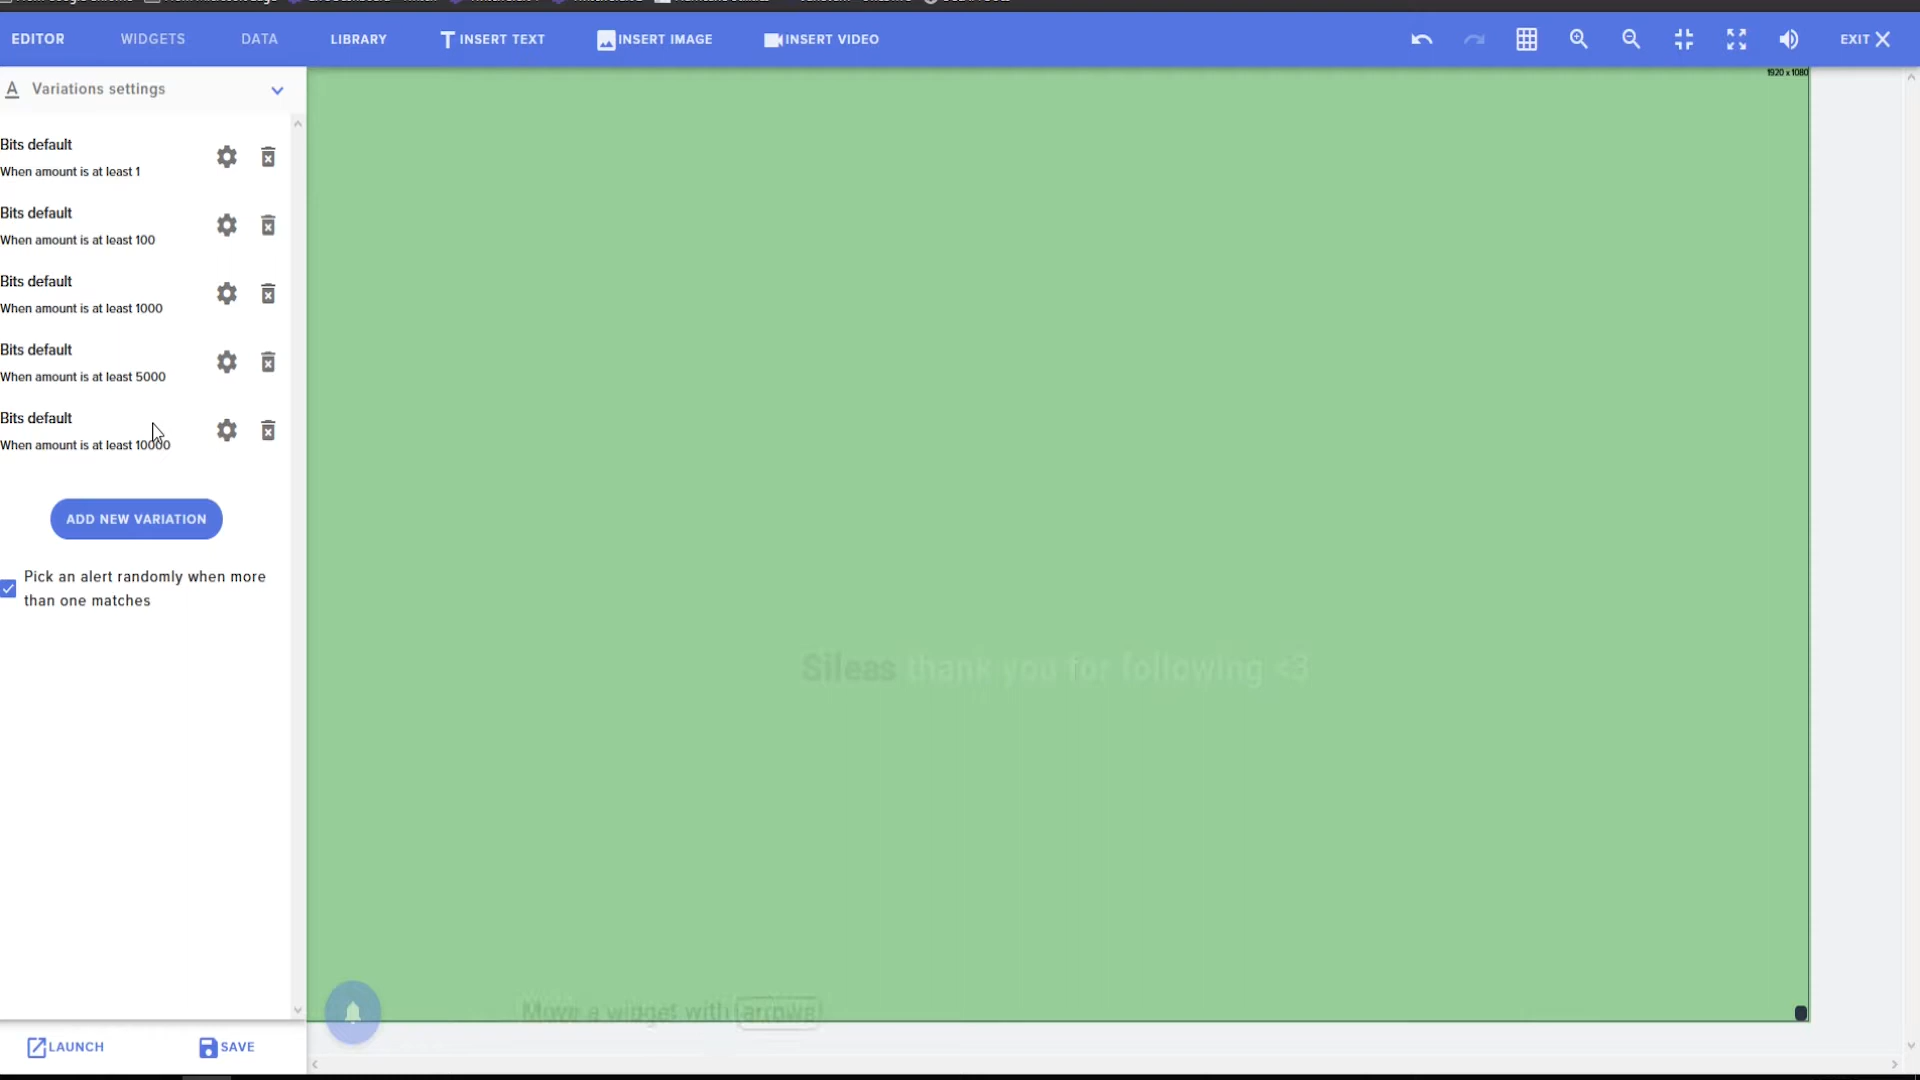 EDITOR WIDGETS DATA LIBRARY INSERT TEXT INSERT IMAGE INSERT VIDEO EXIT
Variations settings
1920 x 1080
Bits default
When amount is at least 1
Bits default
When amount is at least 100
Bits default
When amount is at least 1000
Bits default
When amount is at least 5000
Bits default
When amount is at least 10000
ADD NEW VARIATION
Pick an alert randomly when more
than one matches
Sileas thank you for following <3
Move a widget with arrows
LAUNCH SAVE